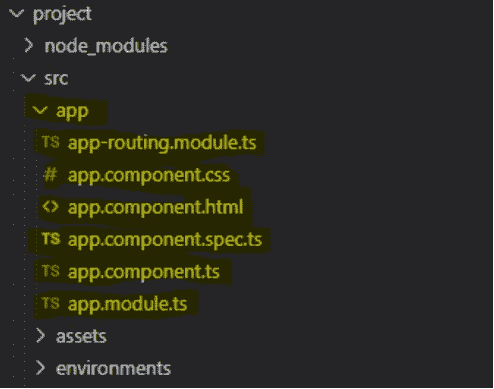 project
node_modules
src
app
TS app-routing.module.ts
# app.component.css
<> app.component.html
TS app.component.spec.ts
TS app.component.ts
TS app.module.ts
assets
environments